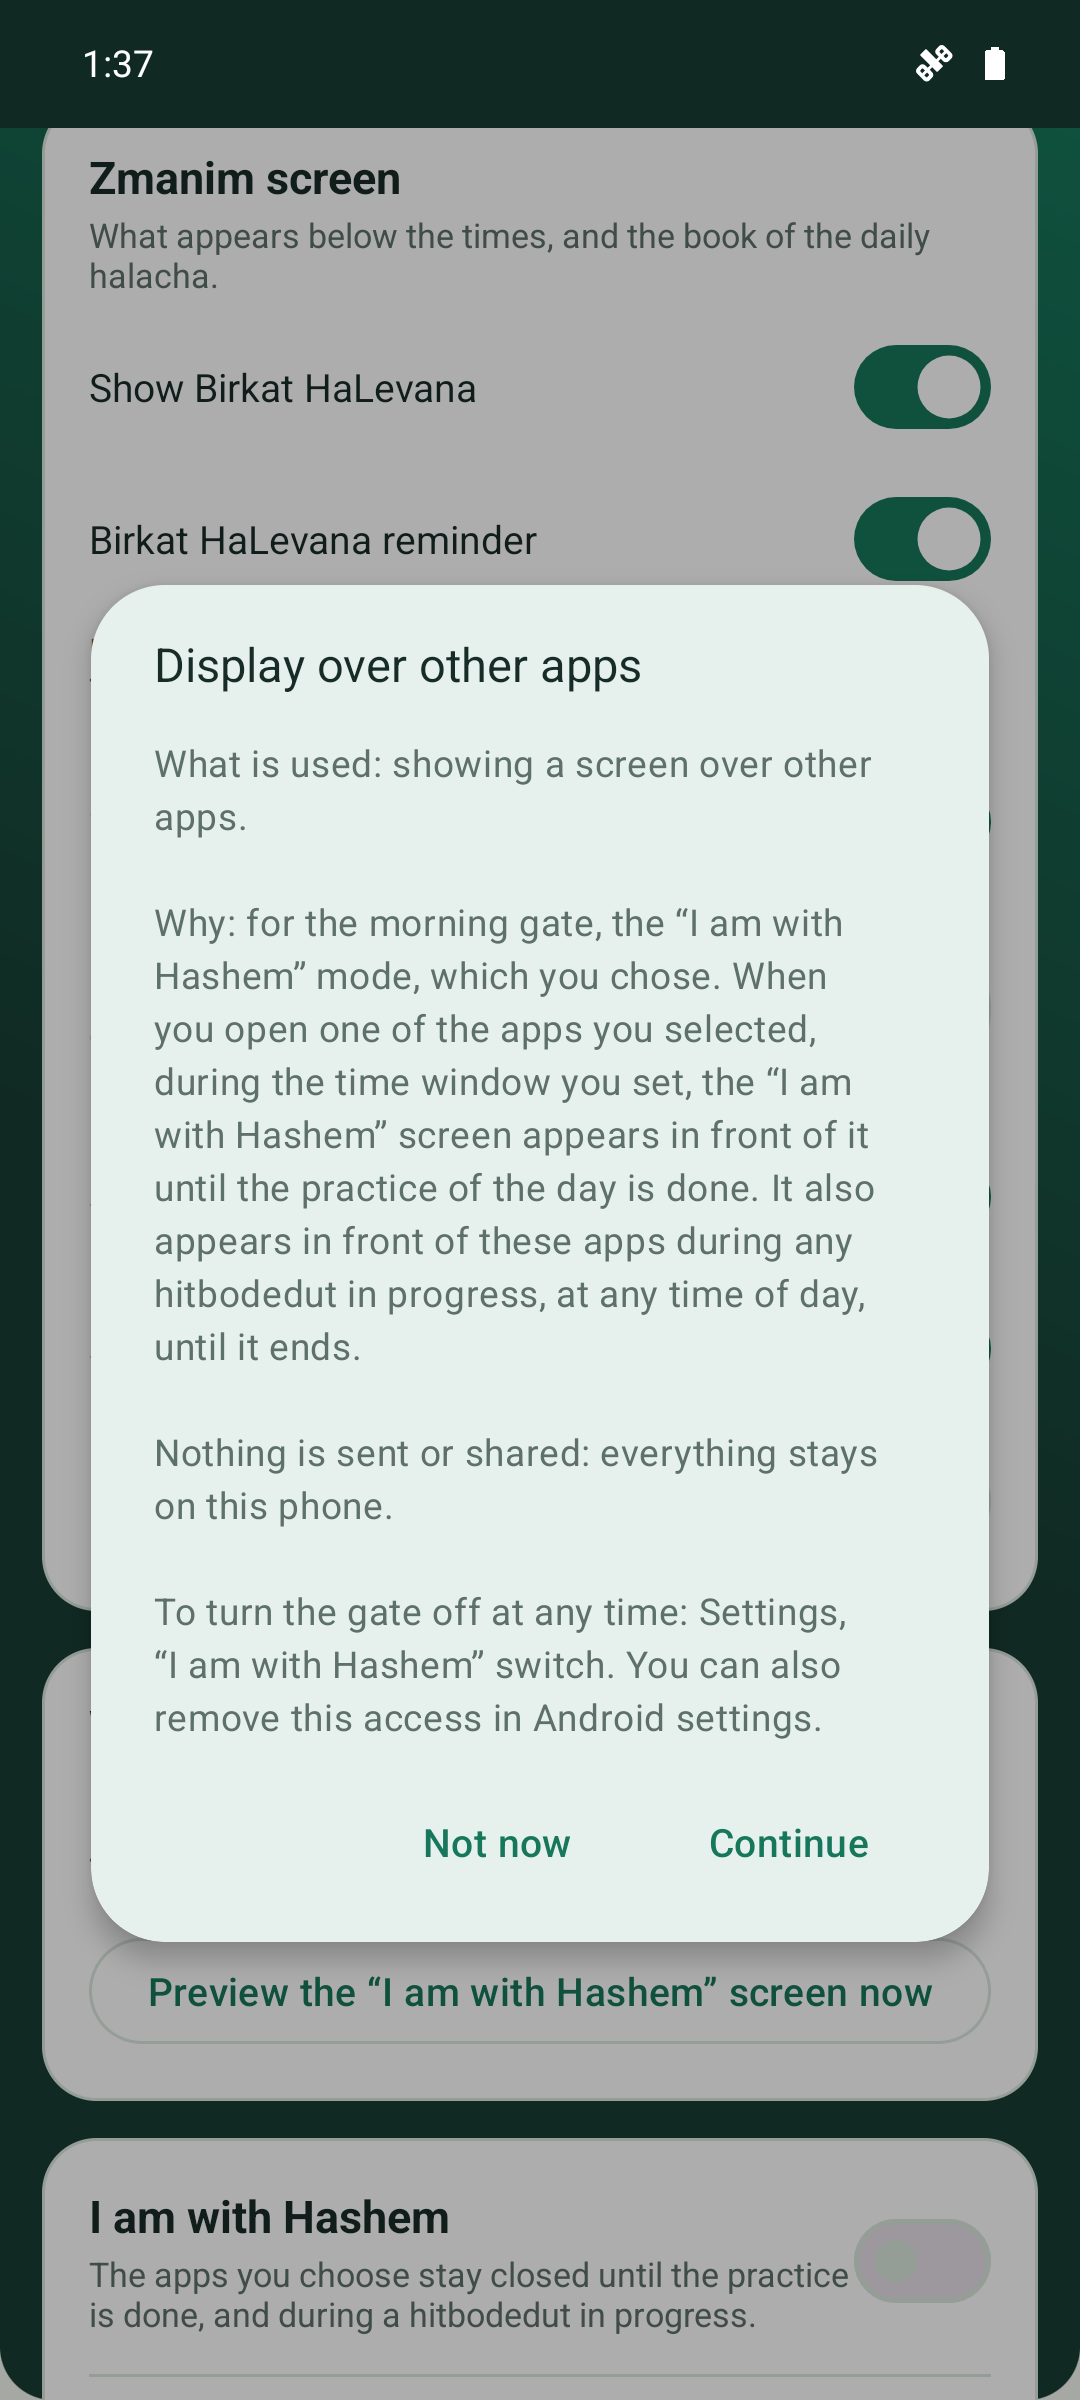 1:37
Zmanim screen
What appears below the times, and the book of the daily
halacha.
Show Birkat HaLevana
Birkat HaLevana reminder
Display over other apps
What is used: showing a screen over other
apps.
Why: for the morning gate, the “I am with
Hashem” mode, which you chose. When
you open one of the apps you selected,
during the time window you set, the “I am
with Hashem” screen appears in front of it
until the practice of the day is done. It also
appears in front of these apps during any
hitbodedut in progress, at any time of day,
until it ends.
Nothing is sent or shared: everything stays
on this phone.
To turn the gate off at any time: Settings,
“I am with Hashem” switch. You can also
remove this access in Android settings.
Not now
Continue
Preview the “I am with Hashem” screen now
I am with Hashem
The apps you choose stay closed until the practice
is done, and during a hitbodedut in progress.